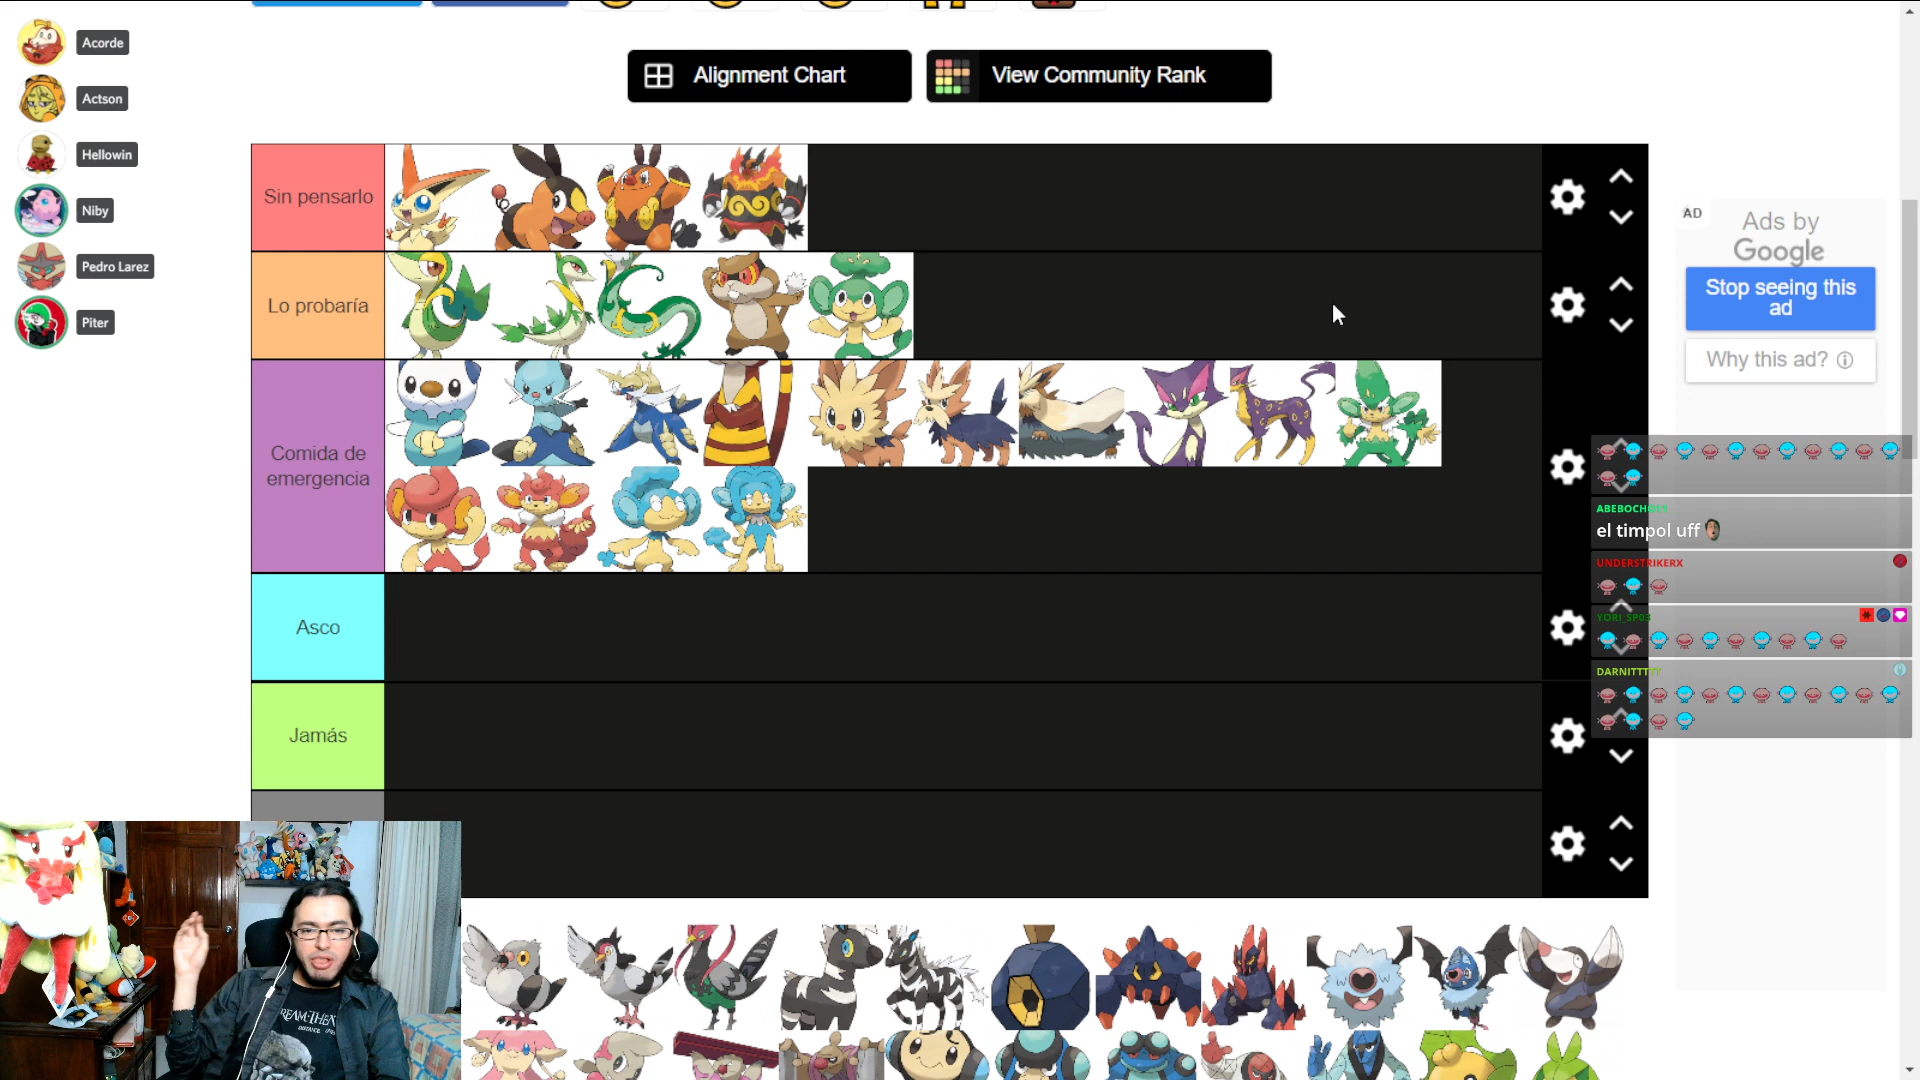 Acorde
Actson
Hellowin
Niby
Pedro Larez
Piter
Alignment Chart
View Community Rank
Sin pensarlo
Lo probaría
Comida de
emergencia
Asco
Jamás
AD
Ads by
Google
Stop seeing this
ad
Why this ad?
el timpol uff
UNDERSTRIKERX
YORI_SP03